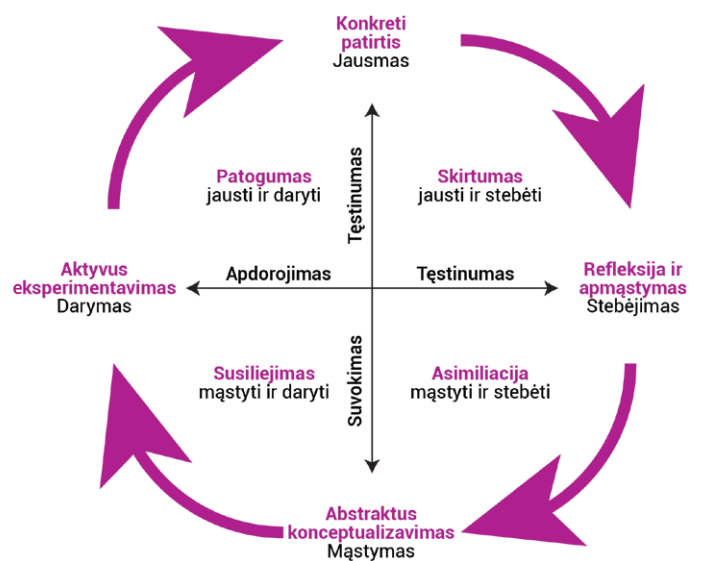 Konkreti
patirtis
Jausmas
Tęstinumas
Patogumas
jausti ir daryti
Skirtumas
jausti ir stebėti
Aktyvus
eksperimentavimas
Darymas
Apdorojimas
Tęstinumas
Refleksija ir
apmąstymas
Stebėjimas
Suvokimas
Susiliejimas
mąstyti ir daryti
Asimiliacija
mąstyti ir stebėti
Abstraktus
konceptualizavimas
Mąstymas